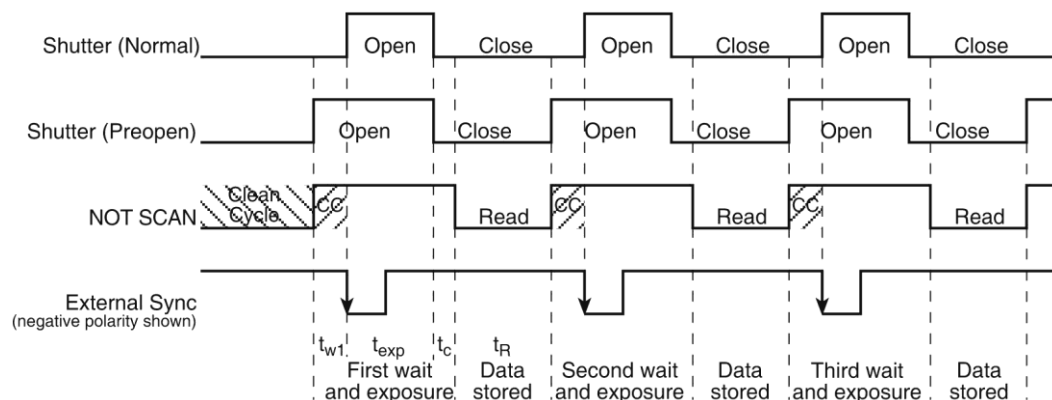 Shutter (Normal)
Open Close Open Close Open Close
Shutter (Preopen)
Open Close Open Close Open Close
Clean
Cycle CC CC CC
NOT SCAN
Read Read Read
External Sync
(negative polarity shown)
tw1 texp tc tR
First wait Data Second wait Data Third wait Data
and exposure stored and exposure stored and exposure stored